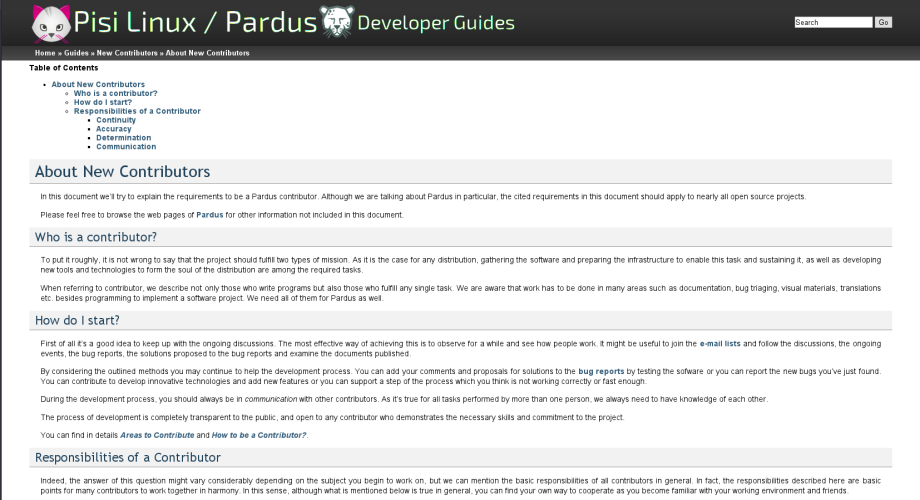 Pisi Linux / Pardus Developer Guides
Search Go
Home » Guides » New Contributors » About New Contributors
Table of Contents
About New Contributors
Who is a contributor?
How do I start?
Responsibilities of a Contributor
Continuity
Accuracy
Determination
Communication
About New Contributors
In this document we'll try to explain the requirements to be a Pardus contributor. Although we are talking about Pardus in particular, the cited requirements in this document should apply to nearly all open source projects.
Please feel free to browse the web pages of Pardus for other information not included in this document.
Who is a contributor?
To put it roughly, it is not wrong to say that the project should fulfill two types of mission. As it is the case for any distribution, gathering the software and preparing the infrastructure to enable this task and sustaining it, as well as developing
new tools and technologies to form the soul of the distribution are among the required tasks.
When referring to contributor, we describe not only those who write programs but also those who fulfill any single task. We are aware that work has to be done in many areas such as documentation, bug triaging, visual materials, translations
etc. besides programming to implement a software project. We need all of them for Pardus as well.
How do I start?
First of all it's a good idea to keep up with the ongoing discussions. The most effective way of achieving this is to observe for a while and see how people work. It might be useful to join the e-mail lists and follow the discussions, the ongoing
events, the bug reports, the solutions proposed to the bug reports and examine the documents published.
By considering the outlined methods you may continue to help the development process. You can add your comments and proposals for solutions to the bug reports by testing the sofware or you can report the new bugs you've just found.
You can contribute to develop innovative technologies and add new features or you can support a step of the process which you think is not working correctly or fast enough.
During the development process, you should always be in communication with other contributors. As it's true for all tasks performed by more than one person, we always need to have knowledge of each other.
The process of development is completely transparent to the public, and open to any contributor who demonstrates the necessary skills and commitment to the project.
You can find in details Areas to Contribute and How to be a Contributor?.
Responsibilities of a Contributor
Indeed, the answer of this question might vary considerably depending on the subject you begin to work on, but we can mention the basic responsibilities of all contributors in general. In fact, the responsibilities described here are basic
points for many contributors to work together in harmony. In this sense, although what is mentioned below is true in general, you can find your own way to cooperate as you become familiar with your working environment and friends.